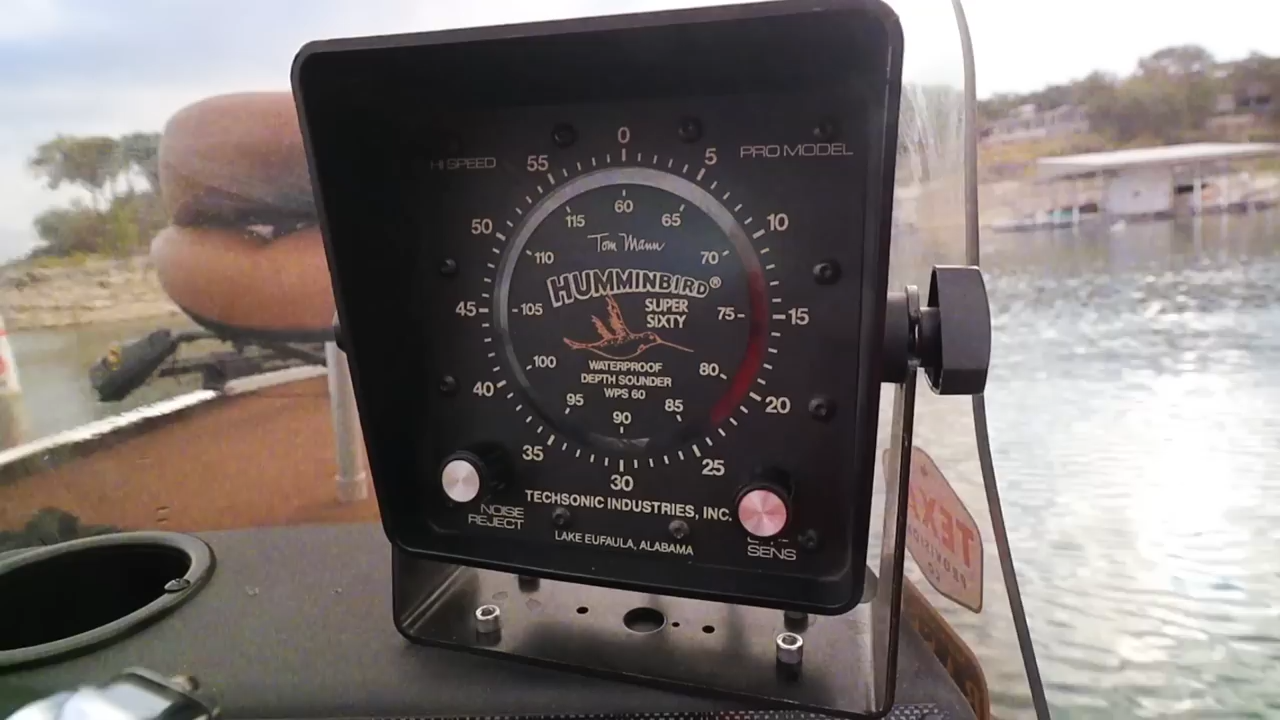 HI SPEED
PRO MODEL
0
5
10
15
20
25
30
35
40
45
50
55
60
65
70
75
80
85
90
95
100
105
110
115
Tom Mann
HUMMINBIRD®
SUPER
SIXTY
WATERPROOF
DEPTH SOUNDER
WPS 60
TECHSONIC INDUSTRIES, INC.
LAKE EUFAULA, ALABAMA
NOISE
REJECT
SENS